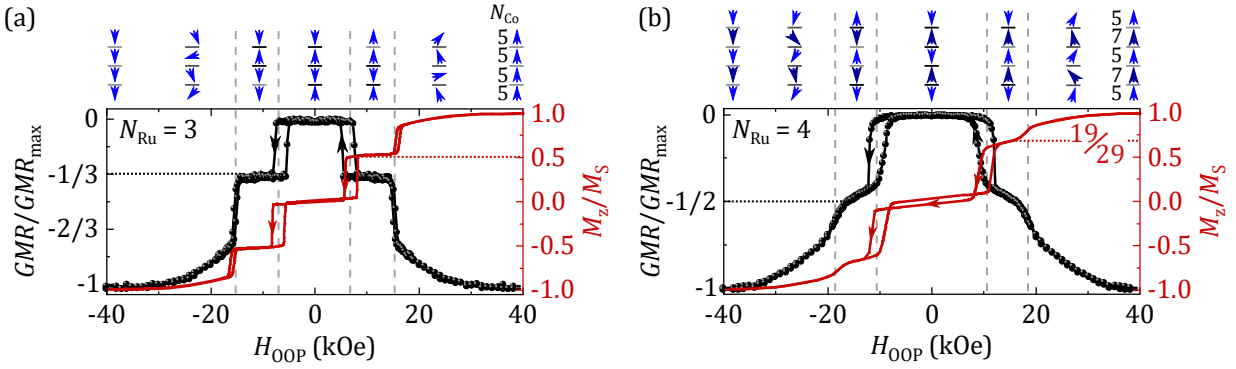 (a)
N_Co
5
5
5
5
N_Ru = 3
0
-1/3
-2/3
-1
GMR/GMR_max
1.0
0.5
0.0
-0.5
-1.0
M_z/M_S
-40 -20 0 20 40
H_OOP (kOe)
(b)
5
7
5
7
5
N_Ru = 4
0
-1/2
-1
GMR/GMR_max
19/29
1.0
0.5
0.0
-0.5
-1.0
M_z/M_S
-40 -20 0 20 40
H_OOP (kOe)